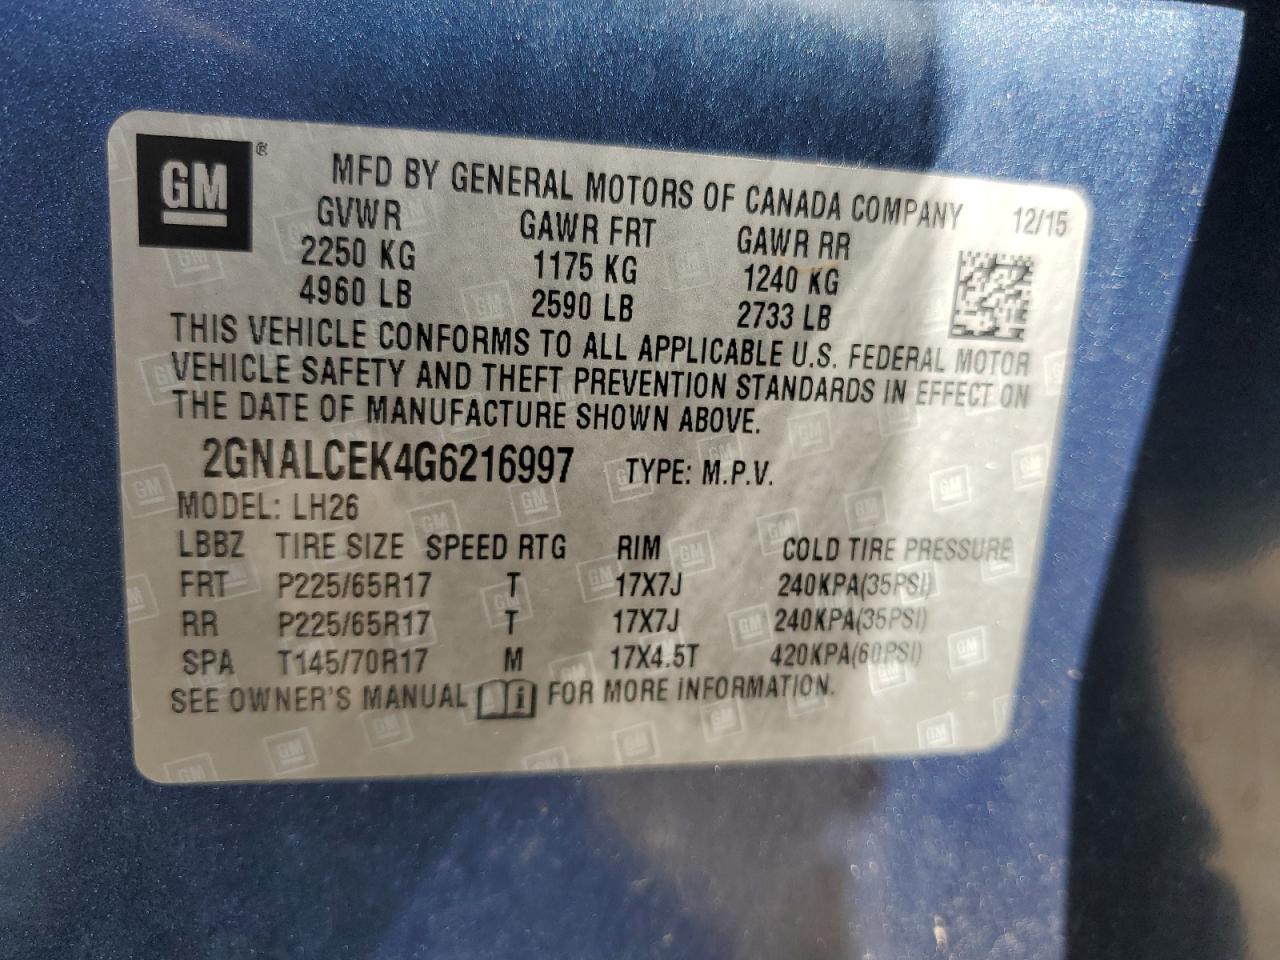 GM ®
MFD BY GENERAL MOTORS OF CANADA COMPANY 12/15
GVWR GAWR FRT GAWR RR
2250 KG 1175 KG 1240 KG
4960 LB 2590 LB 2733 LB
THIS VEHICLE CONFORMS TO ALL APPLICABLE U.S. FEDERAL MOTOR
VEHICLE SAFETY AND THEFT PREVENTION STANDARDS IN EFFECT ON
THE DATE OF MANUFACTURE SHOWN ABOVE.
2GNALCEK4G6216997 TYPE: M.P.V.
MODEL: LH26
LBBZ TIRE SIZE SPEED RTG RIM COLD TIRE PRESSURE
FRT P225/65R17 T 17X7J 240KPA(35PSI)
RR P225/65R17 T 17X7J 240KPA(35PSI)
SPA T145/70R17 M 17X4.5T 420KPA(60PSI)
SEE OWNER'S MANUAL i FOR MORE INFORMATION.